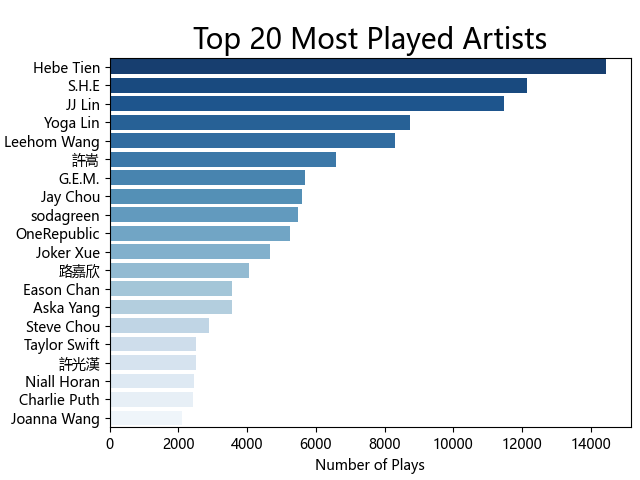 Top 20 Most Played Artists
Hebe Tien
S.H.E
JJ Lin
Yoga Lin
Leehom Wang
許嵩
G.E.M.
Jay Chou
sodagreen
OneRepublic
Joker Xue
路嘉欣
Eason Chan
Aska Yang
Steve Chou
Taylor Swift
許光漢
Niall Horan
Charlie Puth
Joanna Wang
0 2000 4000 6000 8000 10000 12000 14000
Number of Plays